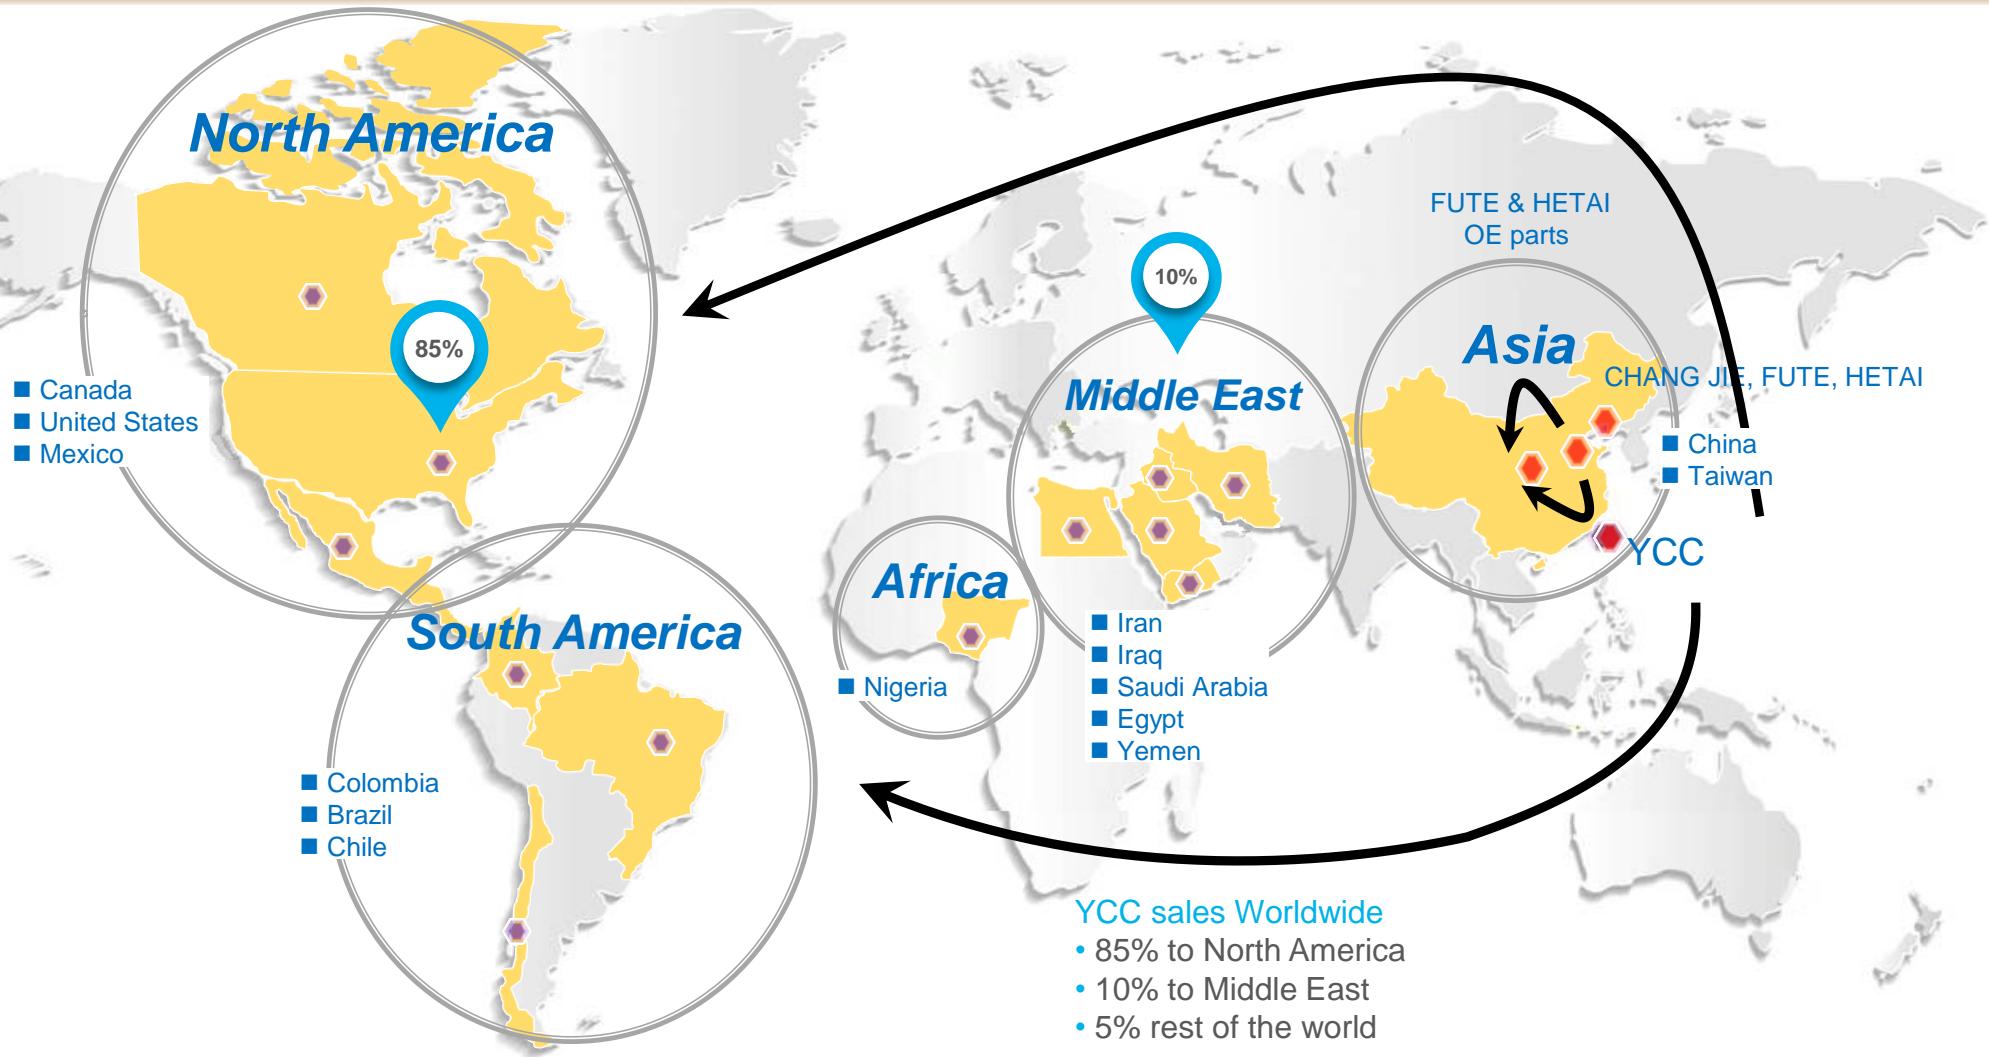 North America
85%
■ Canada
■ United States
■ Mexico
South America
■ Colombia
■ Brazil
■ Chile
Africa
■ Nigeria
10%
Middle East
■ Iran
■ Iraq
■ Saudi Arabia
■ Egypt
■ Yemen
FUTE & HETAI
OE parts
Asia
CHANG JIE, FUTE, HETAI
■ China
■ Taiwan
YCC
YCC sales Worldwide
• 85% to North America
• 10% to Middle East
• 5% rest of the world